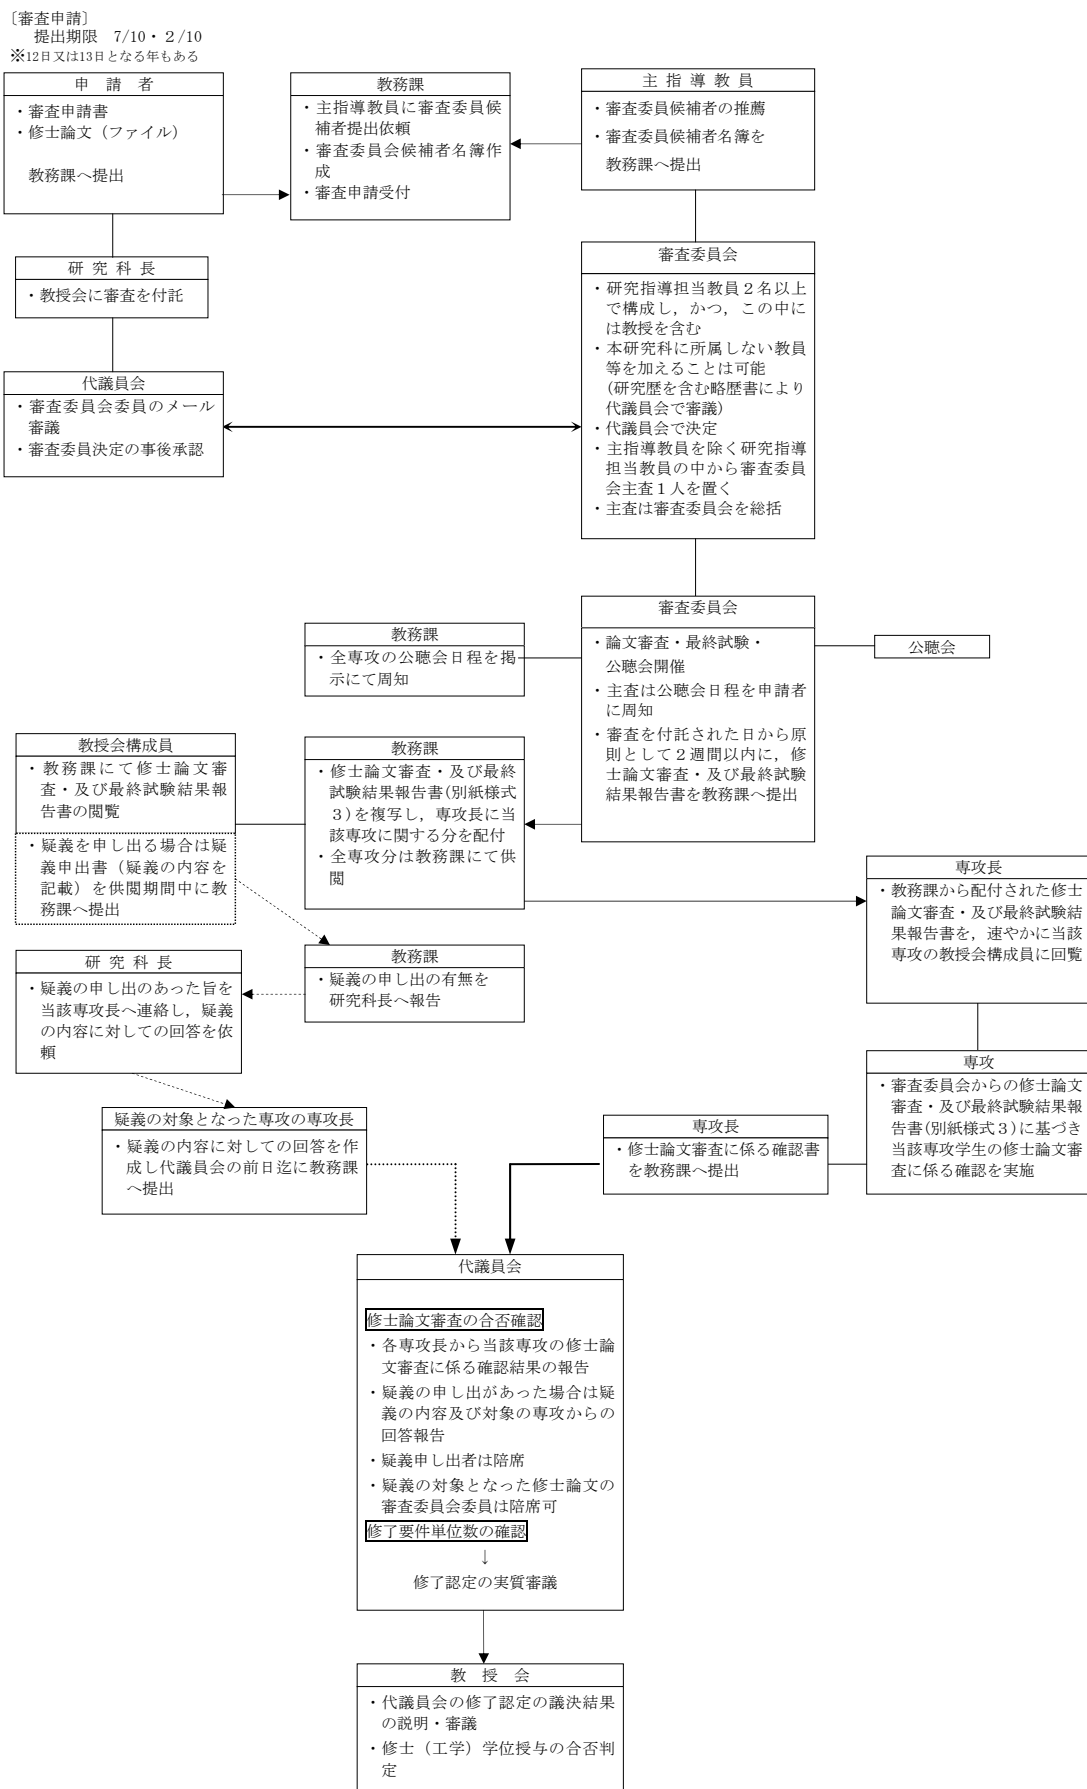 〔審査申請〕
提出期限　7/10・２/10
※12日又は13日となる年もある
申　請　者
・審査申請書
・修士論文（ファイル）
教務課へ提出
教務課
・主指導教員に審査委員候
補者提出依頼
・審査委員会候補者名簿作
成
・審査申請受付
主 指 導 教 員
・審査委員候補者の推薦
・審査委員候補者名簿を
教務課へ提出
研 究 科 長
・教授会に審査を付託
代議員会
・審査委員会委員のメール
審議
・審査委員決定の事後承認
審査委員会
・研究指導担当教員２名以上
で構成し，かつ，この中に
は教授を含む
・本研究科に所属しない教員
等を加えることは可能
(研究歴を含む略歴書により
代議員会で審議)
・代議員会で決定
・主指導教員を除く研究指導
担当教員の中から審査委員
会主査１人を置く
・主査は審査委員会を総括
教務課
・全専攻の公聴会日程を掲
示にて周知
審査委員会
・論文審査・最終試験・
公聴会開催
・主査は公聴会日程を申請者
に周知
・審査を付託された日から原
則として２週間以内に，修
士論文審査・及び最終試験
結果報告書を教務課へ提出
公聴会
教授会構成員
・教務課にて修士論文審
査・及び最終試験結果報
告書の閲覧
・疑義を申し出る場合は疑
義申出書（疑義の内容を
記載）を供閲期間中に教
務課へ提出
教務課
・修士論文審査・及び最終
試験結果報告書(別紙様式
３)を複写し，専攻長に当
該専攻に関する分を配付
・全専攻分は教務課にて供
閲
専攻長
・教務課から配付された修士
論文審査・及び最終試験結
果報告書を，速やかに当該
専攻の教授会構成員に回覧
研 究 科 長
・疑義の申し出のあった旨を
当該専攻長へ連絡し，疑義
の内容に対しての回答を依
頼
教務課
・疑義の申し出の有無を
研究科長へ報告
専攻
・審査委員会からの修士論文
審査・及び最終試験結果報
告書(別紙様式３)に基づき
当該専攻学生の修士論文審
査に係る確認を実施
疑義の対象となった専攻の専攻長
・疑義の内容に対しての回答を作
成し代議員会の前日迄に教務課
へ提出
専攻長
・修士論文審査に係る確認書
を教務課へ提出
代議員会
修士論文審査の合否確認
・各専攻長から当該専攻の修士論
文審査に係る確認結果の報告
・疑義の申し出があった場合は疑
義の内容及び対象の専攻からの
回答報告
・疑義申し出者は陪席
・疑義の対象となった修士論文の
審査委員会委員は陪席可
修了要件単位数の確認
↓
修了認定の実質審議
教　授　会
・代議員会の修了認定の議決結果
の説明・審議
・修士（工学）学位授与の合否判
定